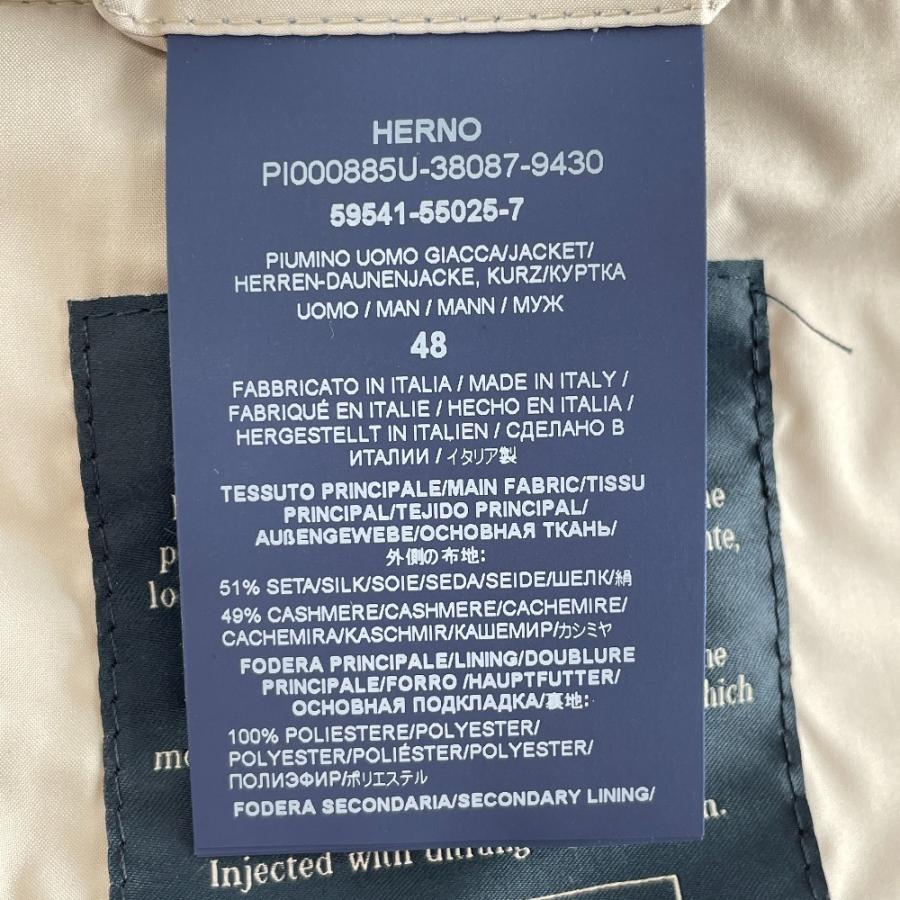 HERNO
PI000885U-38087-9430
59541-55025-7
PIUMINO UOMO GIACCA/JACKET/
HERREN-DAUNENJACKE, KURZ/КУРТКА
UOMO / MAN / MANN / МУЖ
48
FABBRICATO IN ITALIA / MADE IN ITALY /
FABRIQUÉ EN ITALIE / HECHO EN ITALIA /
HERGESTELLT IN ITALIEN / СДЕЛАНО В
ИТАЛИИ / イタリア製
TESSUTO PRINCIPALE/MAIN FABRIC/TISSU
PRINCIPAL/TEJIDO PRINCIPAL/
AUßENGEWEBE/ОСНОВНАЯ ТКАНЬ/
外側の布地:
51% SETA/SILK/SOIE/SEDA/SEIDE/ШЕЛК/絹
49% CASHMERE/CASHMERE/CACHEMIRE/
CACHEMIRA/KASCHMIR/КАШЕМИР/カシミヤ
FODERA PRINCIPALE/LINING/DOUBLURE
PRINCIPALE/FORRO /HAUPTFUTTER/
ОСНОВНАЯ ПОДКЛАДКА/裏地:
100% POLIESTERE/POLYESTER/
POLYESTER/POLIÉSTER/POLYESTER/
ПОЛИЭФИР/ポリエステル
FODERA SECONDARIA/SECONDARY LINING/
Injected with